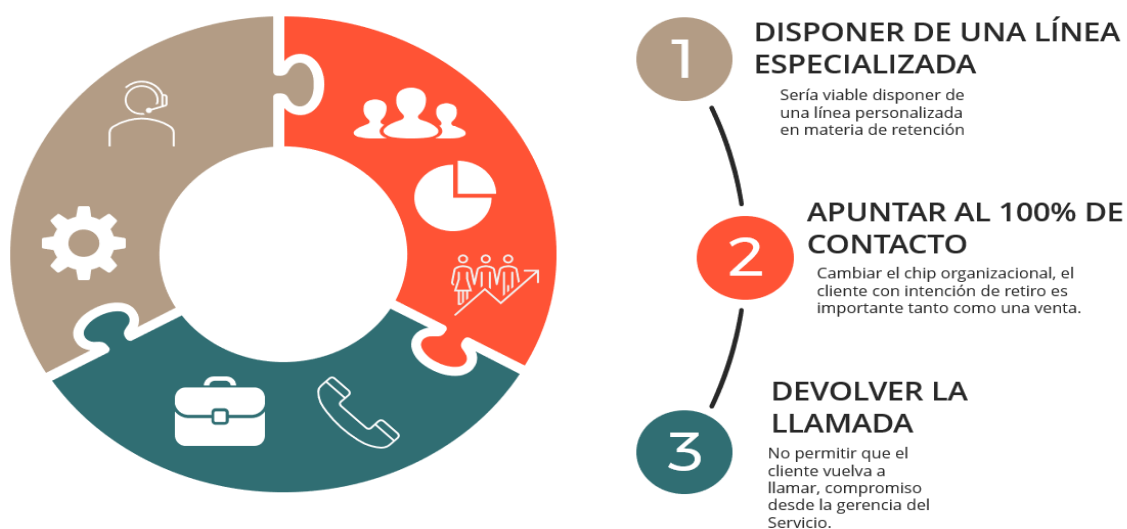 1
DISPONER DE UNA LÍNEA
ESPECIALIZADA
Sería viable disponer de
una línea personalizada
en materia de retención
2
APUNTAR AL 100% DE
CONTACTO
Cambiar el chip organizacional, el
cliente con intención de retiro es
importante tanto como una venta.
3
DEVOLVER LA
LLAMADA
No permitir que el
cliente vuelva a
llamar, compromiso
desde la gerencia del
Servicio.